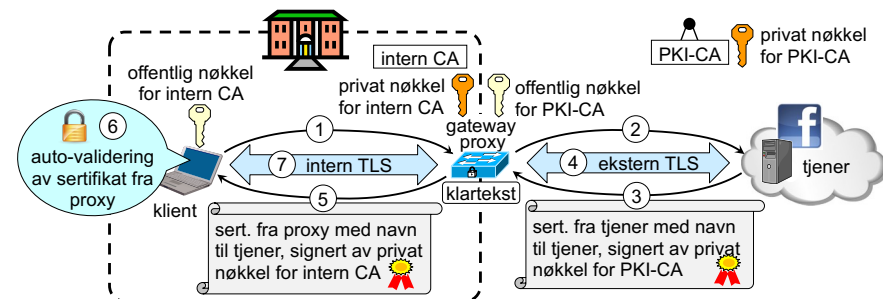 intern CA
PKI-CA
privat nøkkel
for PKI-CA
offentlig nøkkel
for intern CA
privat nøkkel
for intern CA
offentlig nøkkel
for PKI-CA
6
auto-validering
av sertifikat fra
proxy
klient
1
gateway
proxy
2
f
7 intern TLS
4 ekstern TLS
tjener
klartekst
5
3
sert. fra proxy med navn
til tjener, signert av privat
nøkkel for intern CA
sert. fra tjener med navn
til tjener, signert av privat
nøkkel for PKI-CA